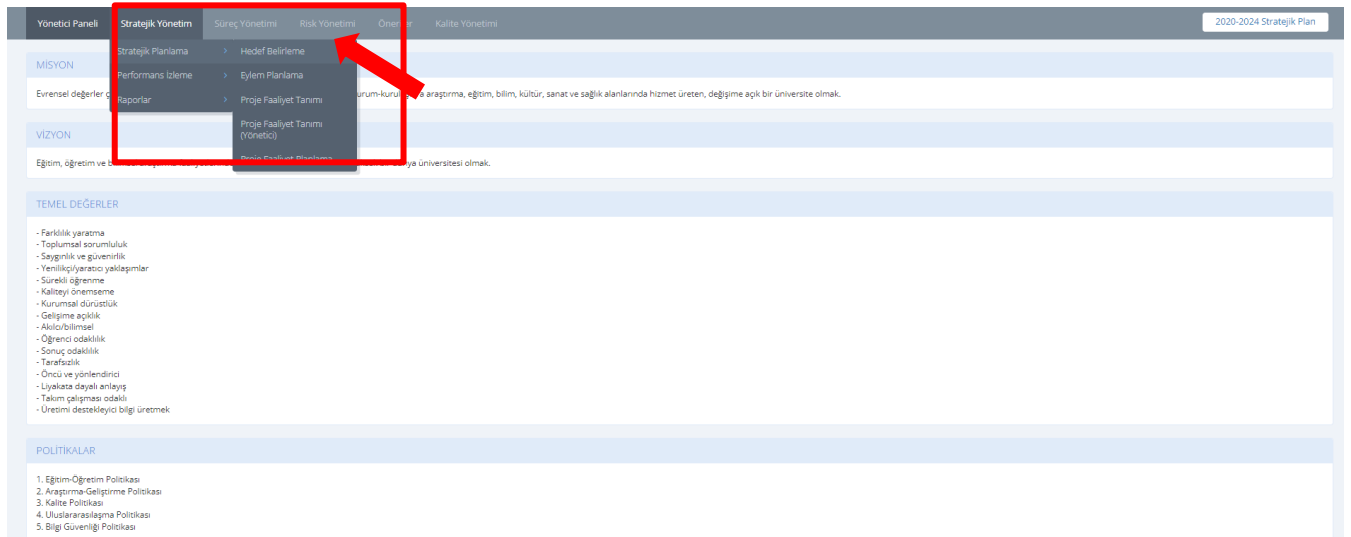 Yönetici Paneli Stratejik Yönetim Süreç Yönetimi Risk Yönetimi Kalite Yönetimi 2020-2024 Stratejik Plan
Stratejik Planlama > Hedef Belirleme
Performans İzleme > Eylem Planlama
Raporlar > Proje Faaliyet Tanımı
Proje Faaliyet Tanımı
(Yönetici)
Proje Faaliyet Planlama
MİSYON
Evrensel değerler araştırma, eğitim, bilim, kültür, sanat ve sağlık alanlarında hizmet üreten, değişime açık bir üniversite olmak.
VİZYON
Eğitim, öğretim ve üniversitesi olmak.
TEMEL DEĞERLER
- Farklılık yaratma
- Toplumsal sorumluluk
- Saygınlık ve güvenirlik
- Yenilikçi/yaratıcı yaklaşımlar
- Sürekli öğrenme
- Kaliteyi önemseme
- Kurumsal dürüstlük
- Gelişime açıklık
- Akılcı/bilimsel
- Öğrenci odaklılık
- Sonuç odaklılık
- Tarafsızlık
- Öncü ve yönlendirici
- Liyakata dayalı anlayış
- Takım çalışması odaklı
- Üretimi destekleyici bilgi üretmek
POLİTİKALAR
1. Eğitim-Öğretim Politikası
2. Araştırma-Geliştirme Politikası
3. Kalite Politikası
4. Uluslararasılaşma Politikası
5. Bilgi Güvenliği Politikası